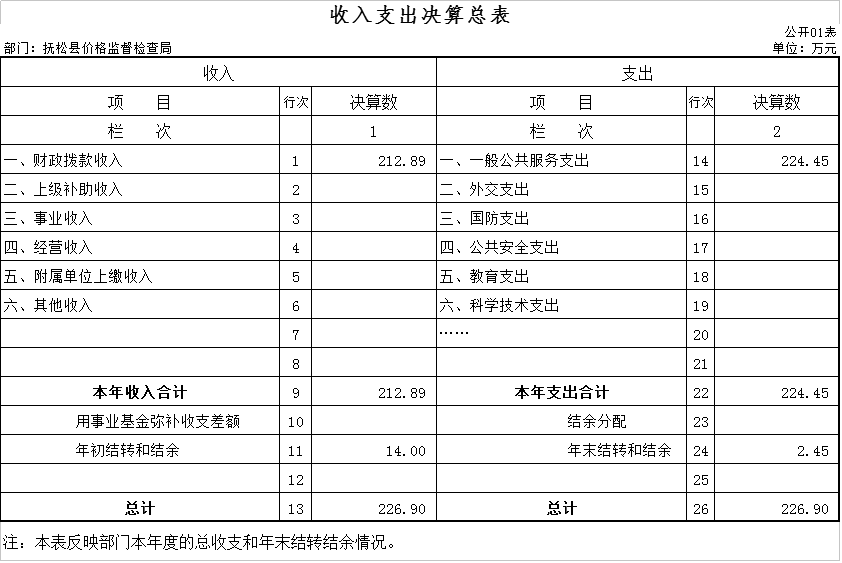 收入支出决算总表
公开01表
部门：抚松县价格监督检查局 单位：万元
收入 支出
项 目 行次 决算数 项 目 行次 决算数
栏 次 1 栏 次 2
一、财政拨款收入 1 212.89 一、一般公共服务支出 14 224.45
二、上级补助收入 2 二、外交支出 15
三、事业收入 3 三、国防支出 16
四、经营收入 4 四、公共安全支出 17
五、附属单位上缴收入 5 五、教育支出 18
六、其他收入 6 六、科学技术支出 19
7 …… 20
8 21
本年收入合计 9 212.89 本年支出合计 22 224.45
用事业基金弥补收支差额 10 结余分配 23
年初结转和结余 11 14.00 年末结转和结余 24 2.45
12 25
总计 13 226.90 总计 26 226.90
注：本表反映部门本年度的总收支和年末结转结余情况。